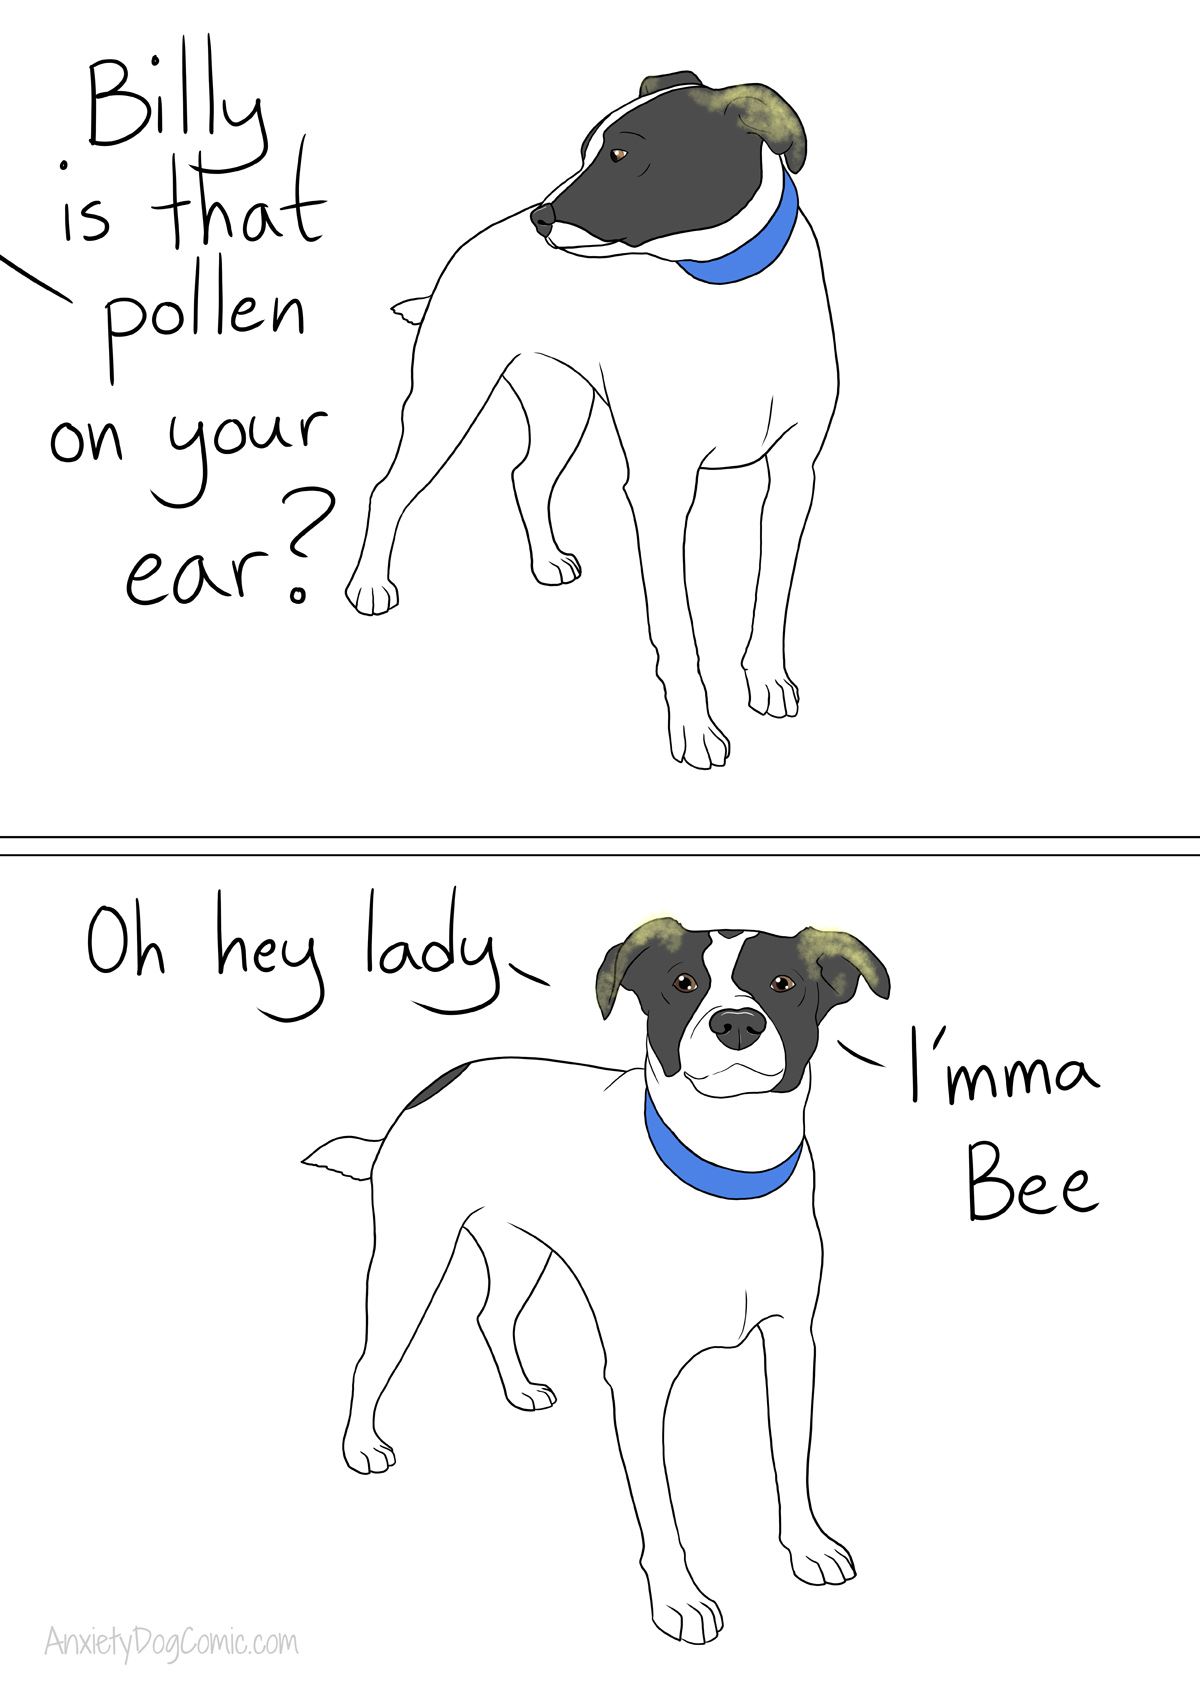 Billy
is that
pollen
on your
ear?
Oh hey lady
I'mma
Bee
AnxietyDogComic.com